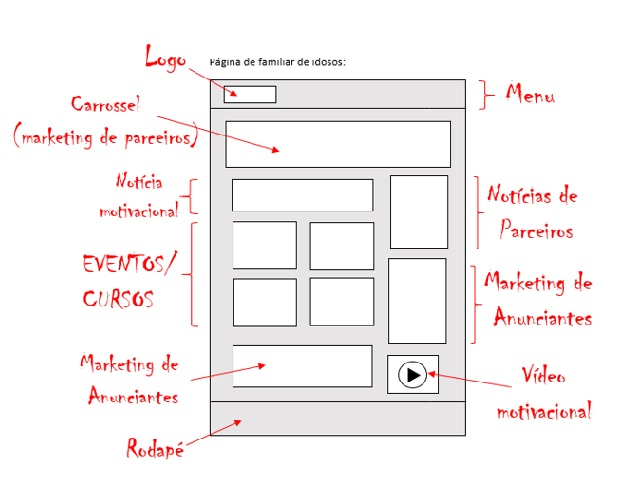 Logo
Página de familiar de idosos:
Menu
Carrossel
(marketing de parceiros)
Notícia
motivacional
Notícias de
Parceiros
EVENTOS/
CURSOS
Marketing de
Anunciantes
Marketing de
Anunciantes
Vídeo
motivacional
Rodapé